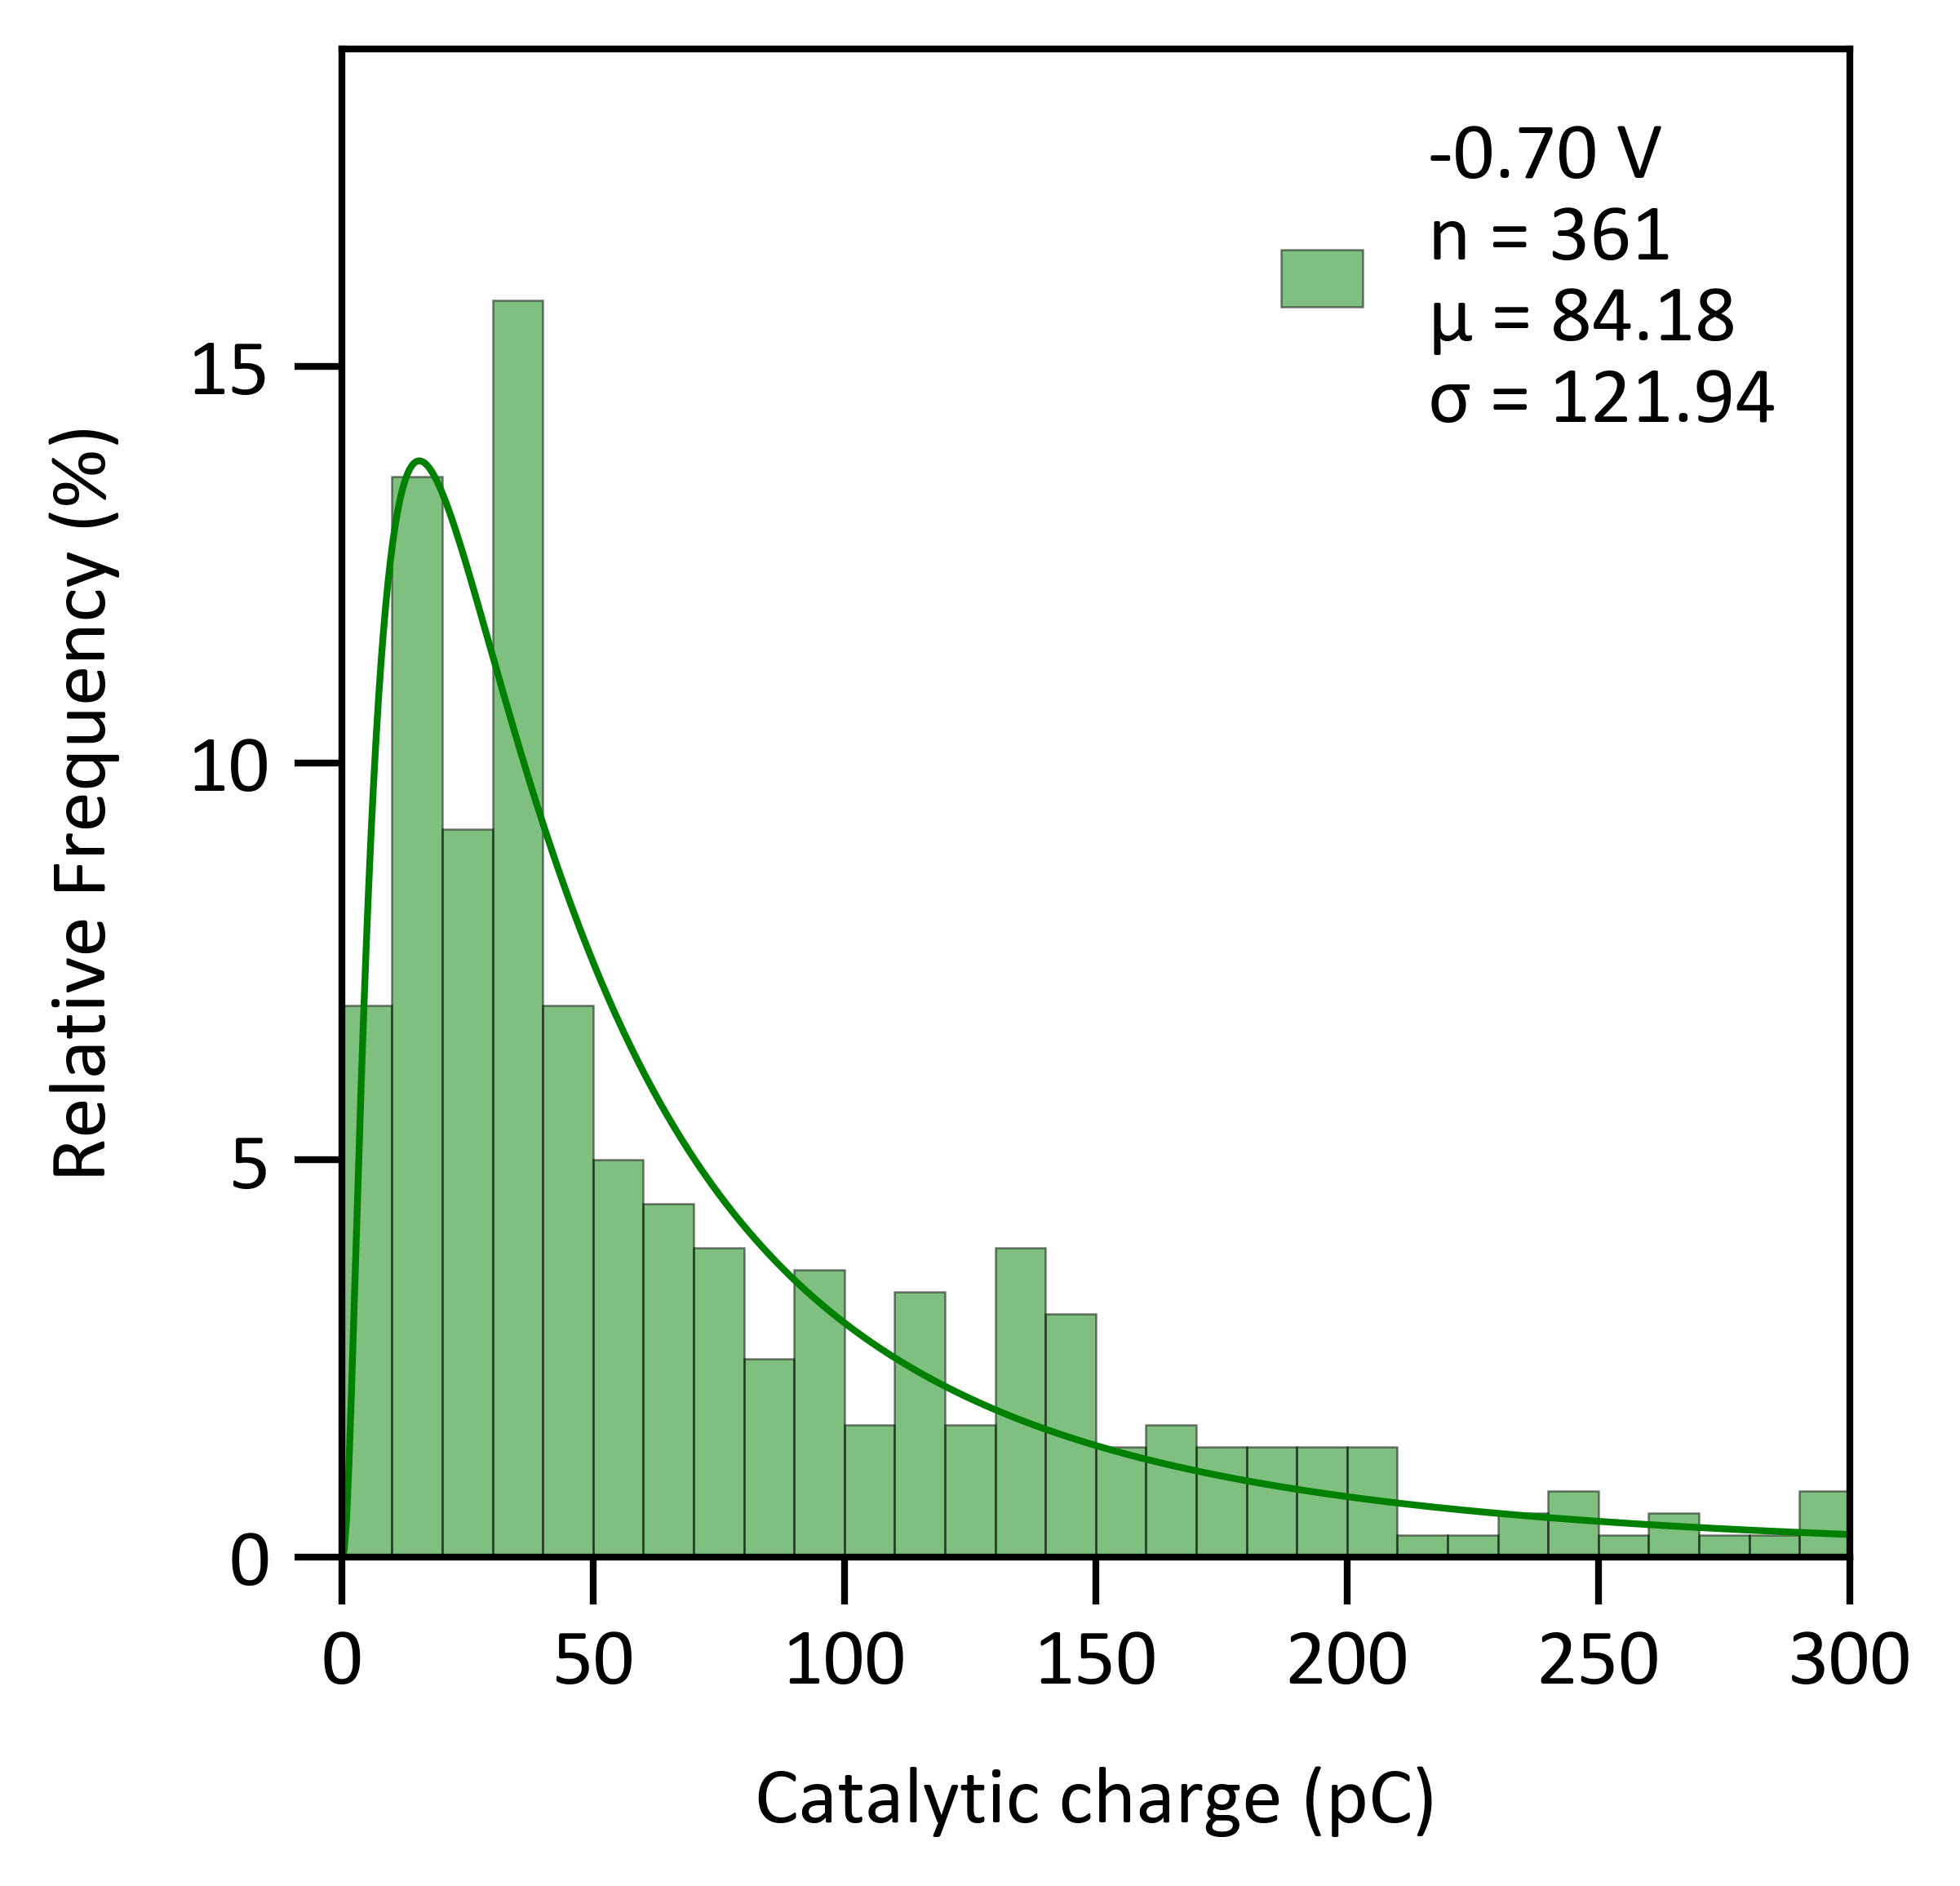 -0.70 V
n = 361
μ = 84.18
σ = 121.94
Relative Frequency (%)
15
10
5
0
0 50 100 150 200 250 300
Catalytic charge (pC)